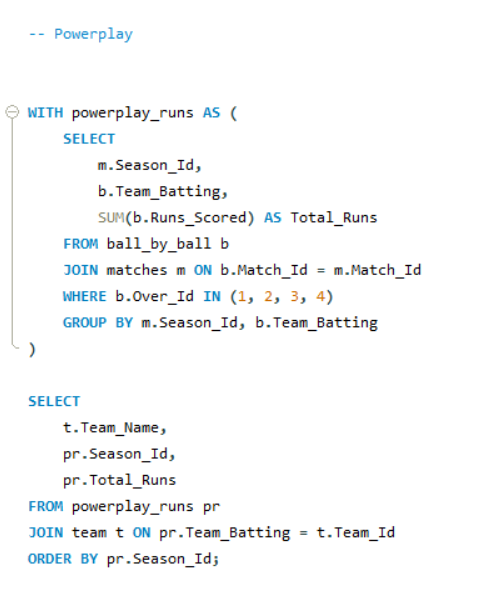 -- Powerplay
WITH powerplay_runs AS (
SELECT
m.Season_Id,
b.Team_Batting,
SUM(b.Runs_Scored) AS Total_Runs
FROM ball_by_ball b
JOIN matches m ON b.Match_Id = m.Match_Id
WHERE b.Over_Id IN (1, 2, 3, 4)
GROUP BY m.Season_Id, b.Team_Batting
)
SELECT
t.Team_Name,
pr.Season_Id,
pr.Total_Runs
FROM powerplay_runs pr
JOIN team t ON pr.Team_Batting = t.Team_Id
ORDER BY pr.Season_Id;